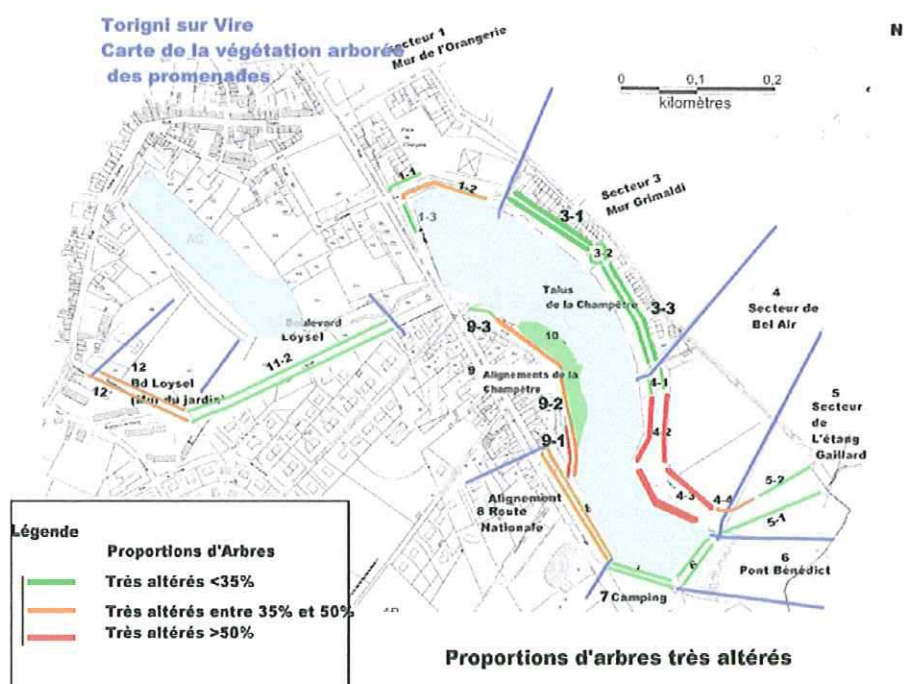 Torigni sur Vire
Carte de la végétation arborée
des promenades
secteur 1
Mur de l'Orangerie
N
0 0,1 0,2
kilomètres
1-1
1-2
1-3
Secteur 3
Mur Grimaldi
3-1
3-2
3-3
Talus
de la Champêtre
4
Secteur de
Bel Air
4-1
4-2
4-3
4-4
5
Secteur
de
L'étang
Gaillard
5-2
5-1
6
Pont Bénédict
6
7
7 Camping
8
Alignement
8 Route
Nationale
9-3
9
Alignements de la
Champêtre
9-2
9-1
10
Boulevard
Loysel
11-2
12
Bd Loysel
(Mur du jardin)
12
Légende
Proportions d'Arbres
Très altérés <35%
Très altérés entre 35% et 50%
Très altérés >50%
Proportions d'arbres très altérés